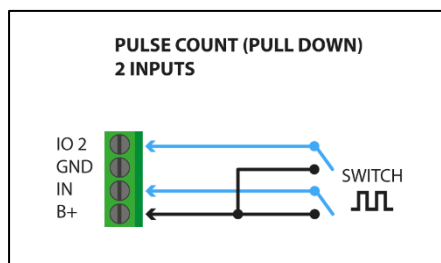 PULSE COUNT (PULL DOWN)
2 INPUTS
IO 2
GND
IN
B+
SWITCH